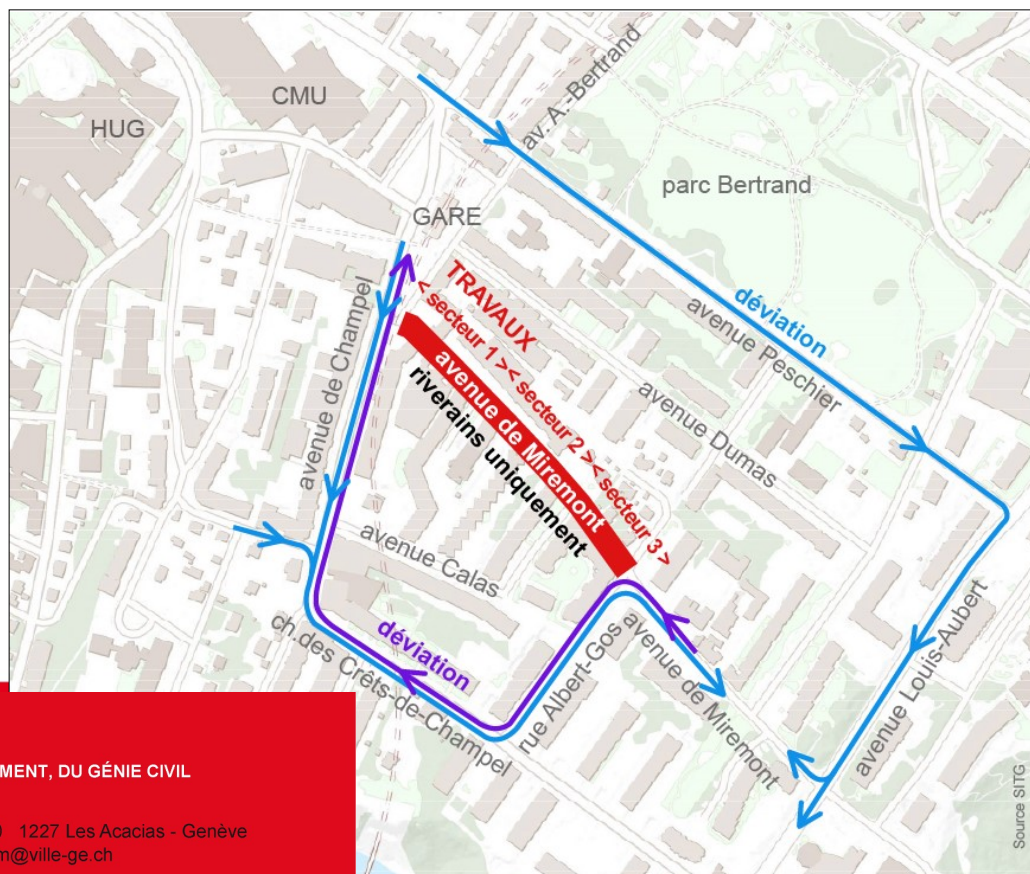 CMU
HUG
av. A.-Bertrand
parc Bertrand
GARE
TRAVAUX
< secteur 1 >< secteur 2 >< secteur 3 >
avenue de Miremont
riverains uniquement
déviation
avenue Peschier
avenue de Champel
avenue Dumas
avenue Calas
déviation
ch.des Crêts-de-Champel
rue Albert-Gos
avenue de Miremont
avenue Louis-Aubert
Source SITG
MENT, DU GÉNIE CIVIL
1227 Les Acacias - Genève
m@ville-ge.ch